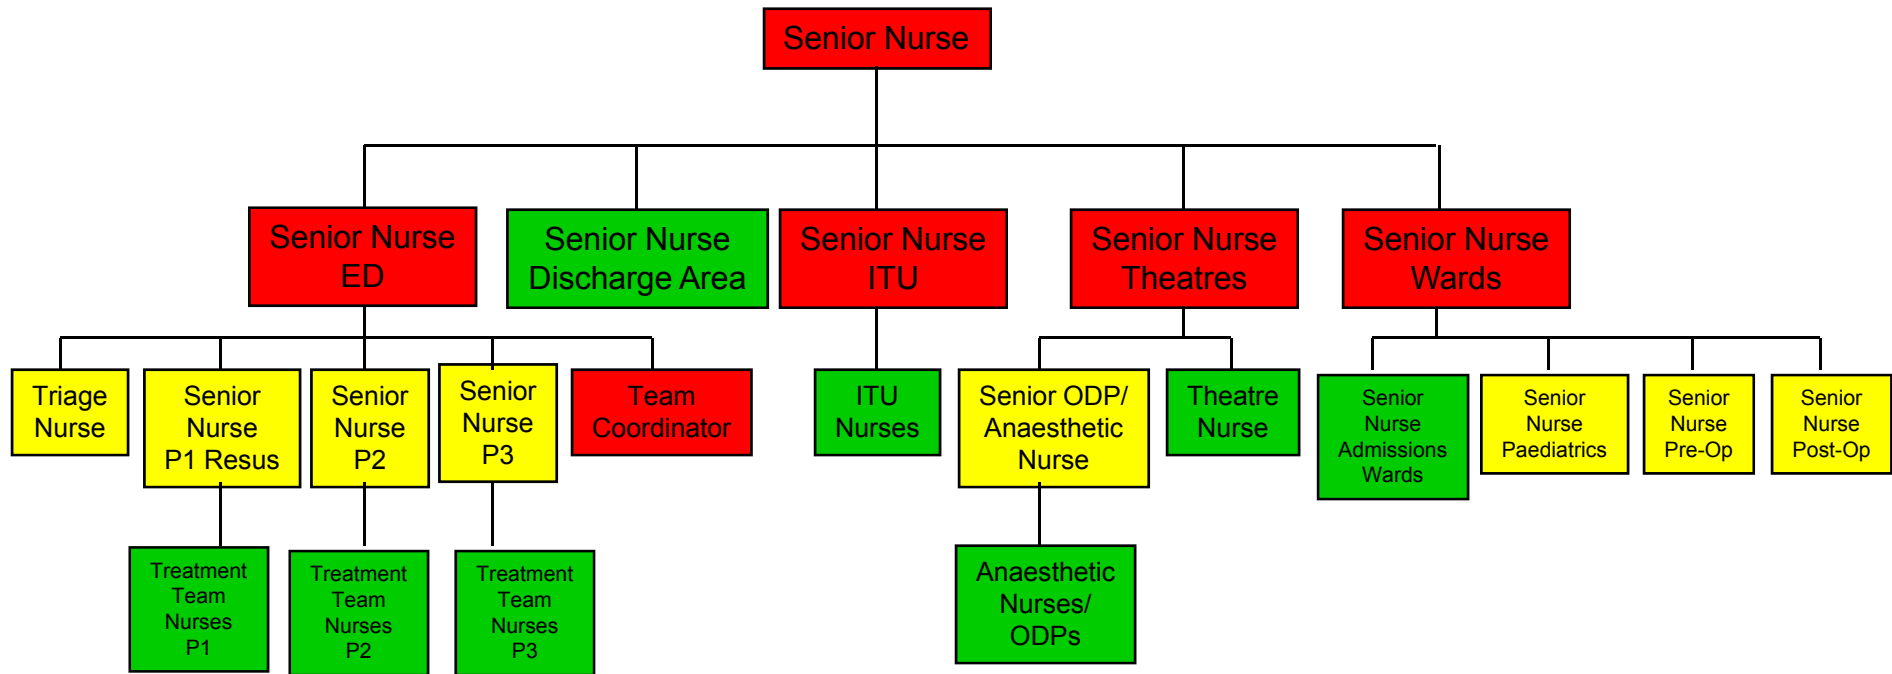 Senior Nurse
Senior Nurse
ED
Senior Nurse
Discharge Area
Senior Nurse
ITU
Senior Nurse
Theatres
Senior Nurse
Wards
Triage
Nurse
Senior
Nurse
P1 Resus
Senior
Nurse
P2
Senior
Nurse
P3
Team
Coordinator
ITU
Nurses
Senior ODP/
Anaesthetic
Nurse
Theatre
Nurse
Senior
Nurse
Admissions
Wards
Senior
Nurse
Paediatrics
Senior
Nurse
Pre-Op
Senior
Nurse
Post-Op
Treatment
Team
Nurses
P1
Treatment
Team
Nurses
P2
Treatment
Team
Nurses
P3
Anaesthetic
Nurses/
ODPs